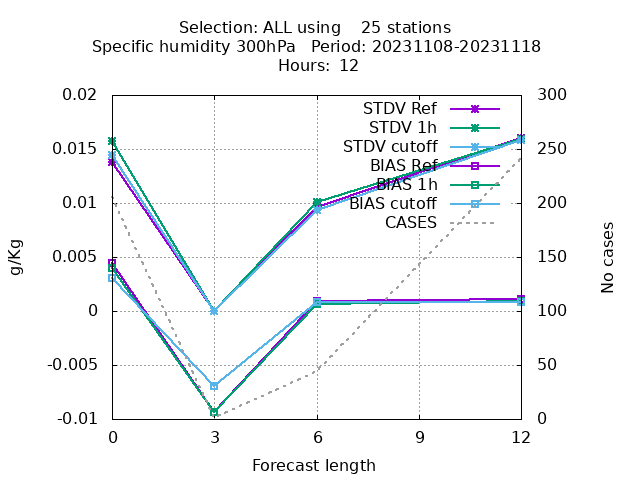 Selection: ALL using    25 stations
Specific humidity 300hPa   Period: 20231108-20231118
Hours: 12
0.02
0.015
0.01
0.005
0
-0.005
-0.01
g/Kg
STDV Ref
STDV 1h
STDV cutoff
BIAS Ref
BIAS 1h
BIAS cutoff
CASES
300
250
200
150
100
50
0
No cases
0 3 6 9 12
Forecast length